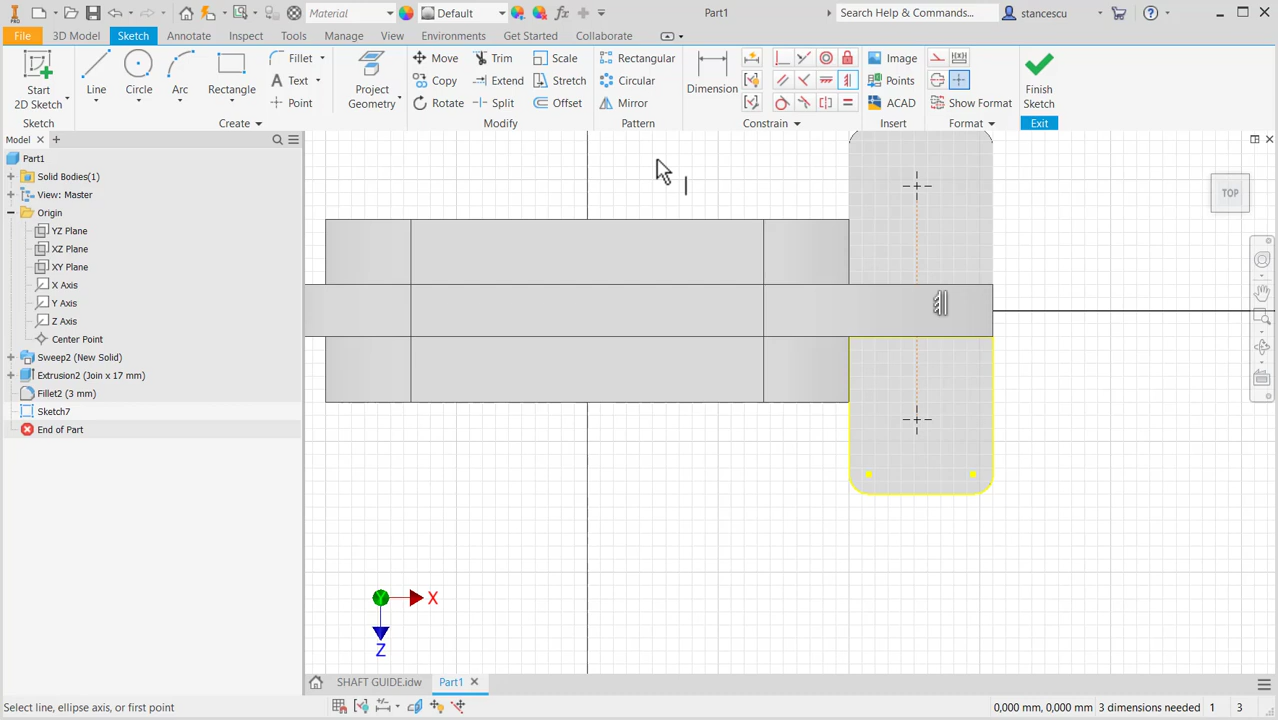 Material
Default
Part1
Search Help & Commands...
stancescu
File
3D Model
Sketch
Annotate
Inspect
Tools
Manage
View
Environments
Get Started
Collaborate
Start
2D Sketch
Line
Circle
Arc
Rectangle
Fillet
Text
Point
Project
Geometry
Move
Copy
Rotate
Trim
Extend
Split
Scale
Stretch
Offset
Rectangular
Circular
Mirror
Dimension
Image
Points
ACAD
Show Format
Finish
Sketch
Sketch
Create
Modify
Pattern
Constrain
Insert
Format
Exit
Model
Part1
Solid Bodies(1)
View: Master
Origin
YZ Plane
XZ Plane
XY Plane
X Axis
Y Axis
Z Axis
Center Point
Sweep2 (New Solid)
Extrusion2 (Join x 17 mm)
Fillet2 (3 mm)
Sketch7
End of Part
TOP
Y
X
Z
SHAFT GUIDE.idw
Part1
Select line, ellipse axis, or first point
0,000 mm, 0,000 mm
3 dimensions needed
1
3